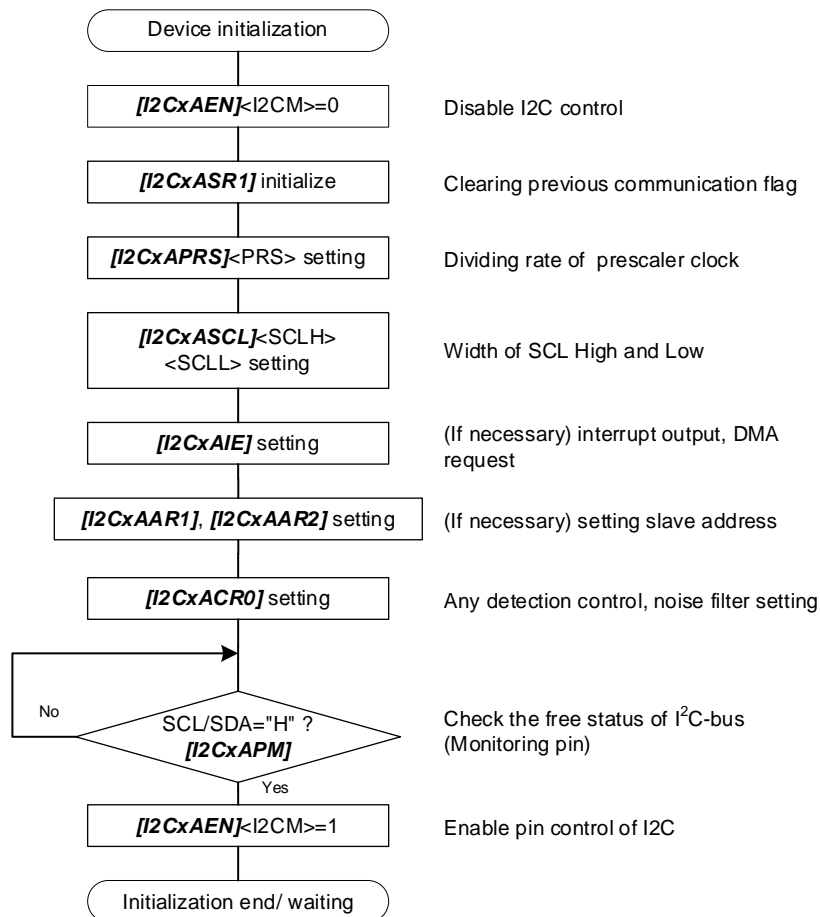 Device initialization
[I2CxAEN]<I2CM>=0
Disable I2C control
[I2CxASR1] initialize
Clearing previous communication flag
[I2CxAPRS]<PRS> setting
Dividing rate of prescaler clock
[I2CxASCL]<SCLH>
<SCLL> setting
Width of SCL High and Low
[I2CxAIE] setting
(If necessary) interrupt output, DMA
request
[I2CxAAR1], [I2CxAAR2] setting
(If necessary) setting slave address
[I2CxACR0] setting
Any detection control, noise filter setting
No
SCL/SDA="H" ?
[I2CxAPM]
Check the free status of I²C-bus
(Monitoring pin)
Yes
[I2CxAEN]<I2CM>=1
Enable pin control of I2C
Initialization end/ waiting